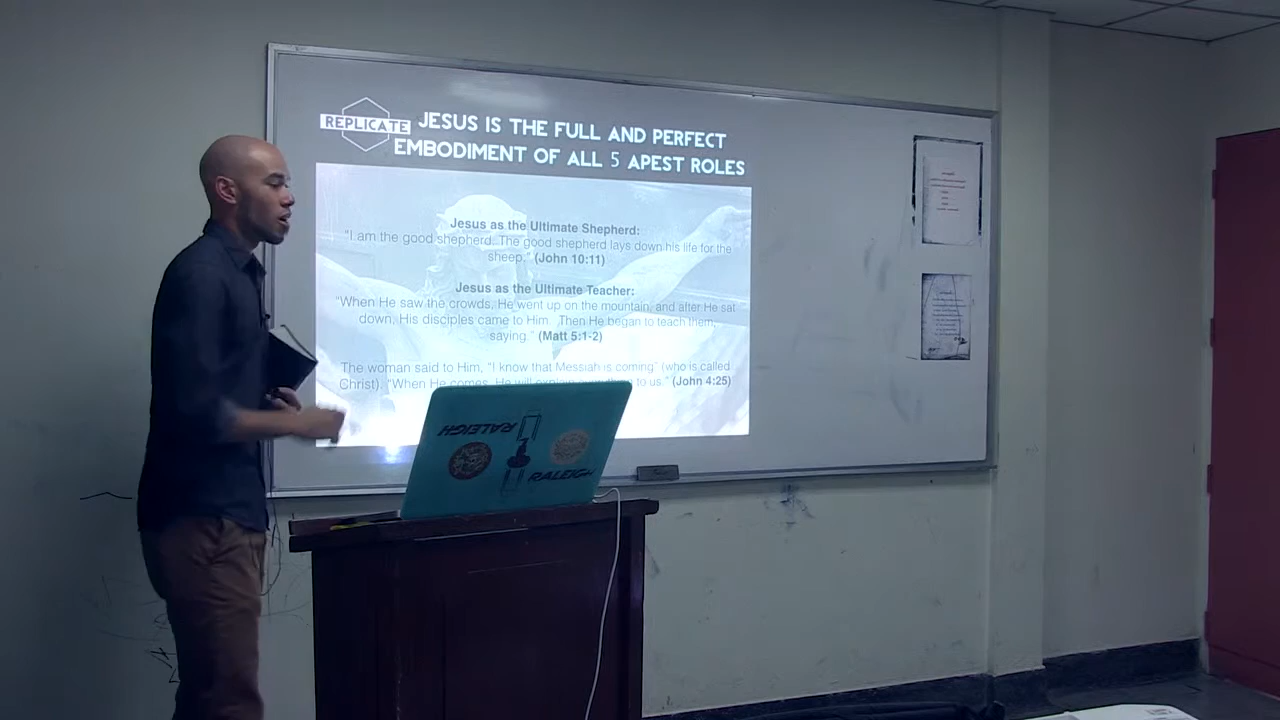 REPLICATE
JESUS IS THE FULL AND PERFECT
EMBODIMENT OF ALL 5 APEST ROLES
Jesus as the Ultimate Shepherd:
"I am the good shepherd. The good shepherd lays down his life for the
sheep." (John 10:11)
Jesus as the Ultimate Teacher:
"When He saw the crowds, He went up on the mountain, and after He sat
down, His disciples came to Him. Then He began to teach them,
saying." (Matt 5:1-2)
The woman said to Him, "I know that Messiah is coming" (who is called
Christ). "When He comes, He will explain to us." (John 4:25)
RALEIGH
RALEIGH